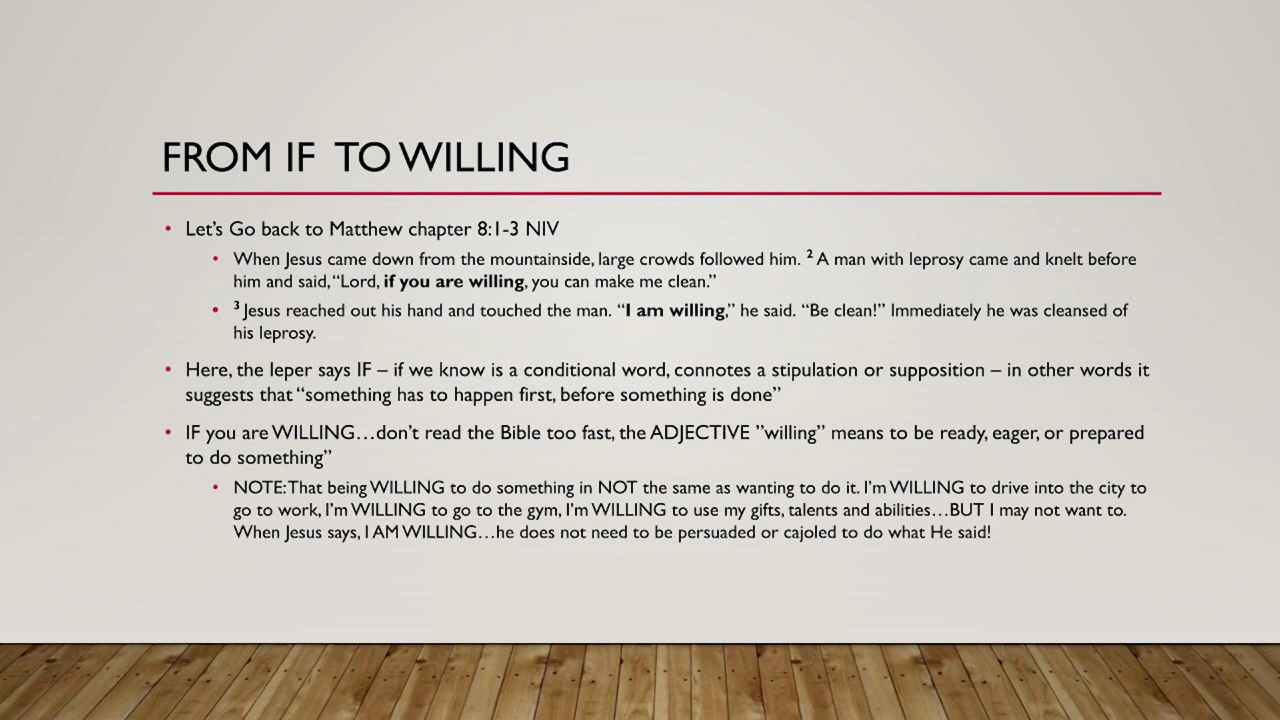 FROM IF  TO WILLING
• Let’s Go back to Matthew chapter 8:1-3 NIV
• When Jesus came down from the mountainside, large crowds followed him. ² A man with leprosy came and knelt before
him and said, “Lord, if you are willing, you can make me clean.”
• ³ Jesus reached out his hand and touched the man. “I am willing,” he said. “Be clean!” Immediately he was cleansed of
his leprosy.
• Here, the leper says IF – if we know is a conditional word, connotes a stipulation or supposition – in other words it
suggests that “something has to happen first, before something is done”
• IF you are WILLING…don’t read the Bible too fast, the ADJECTIVE ”willing” means to be ready, eager, or prepared
to do something”
• NOTE: That being WILLING to do something in NOT the same as wanting to do it. I’m WILLING to drive into the city to
go to work, I’m WILLING to go to the gym, I’m WILLING to use my gifts, talents and abilities…BUT I may not want to.
When Jesus says, I AM WILLING…he does not need to be persuaded or cajoled to do what He said!